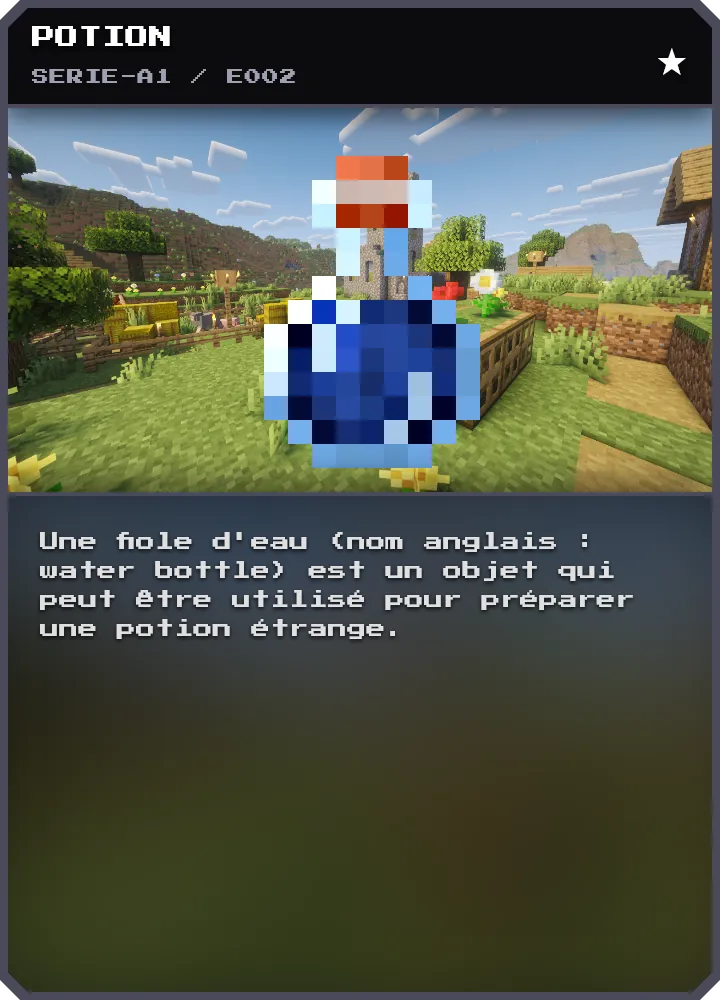 POTION
SERIE-A1 / E002
Une fiole d'eau (nom anglais :
water bottle) est un objet qui
peut être utilisé pour préparer
une potion étrange.